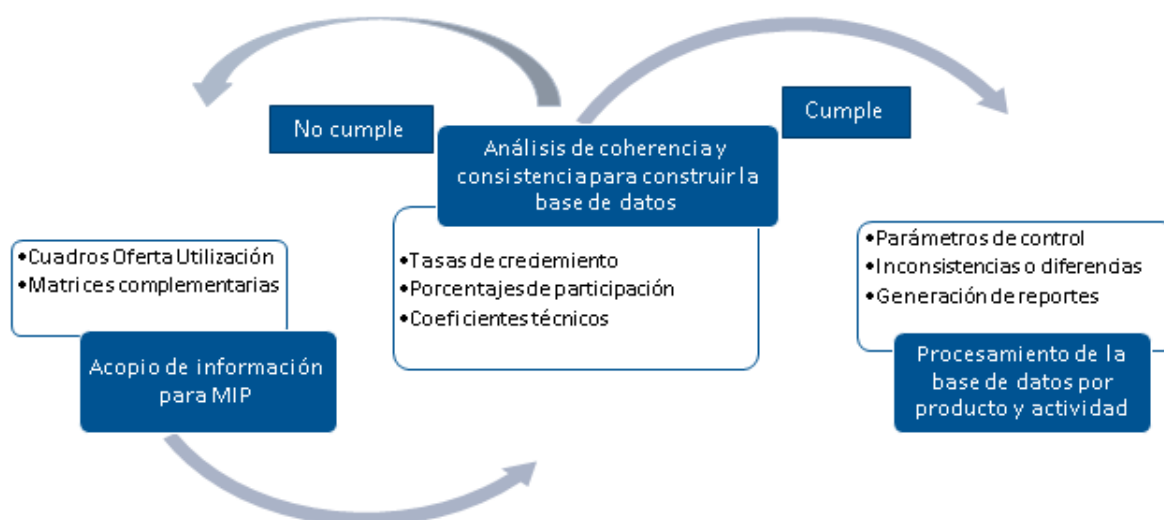 No cumple
Cumple
Análisis de coherencia y
consistencia para construir la
base de datos
•Cuadros Oferta Utilización
•Matrices complementarias
•Tasas de creciemiento
•Porcentajes de participación
•Coeficientes técnicos
•Parámetros de control
•Inconsistencias o diferencias
•Generación de reportes
Acopio de información
para MIP
Procesamiento de la
base de datos por
producto y actividad